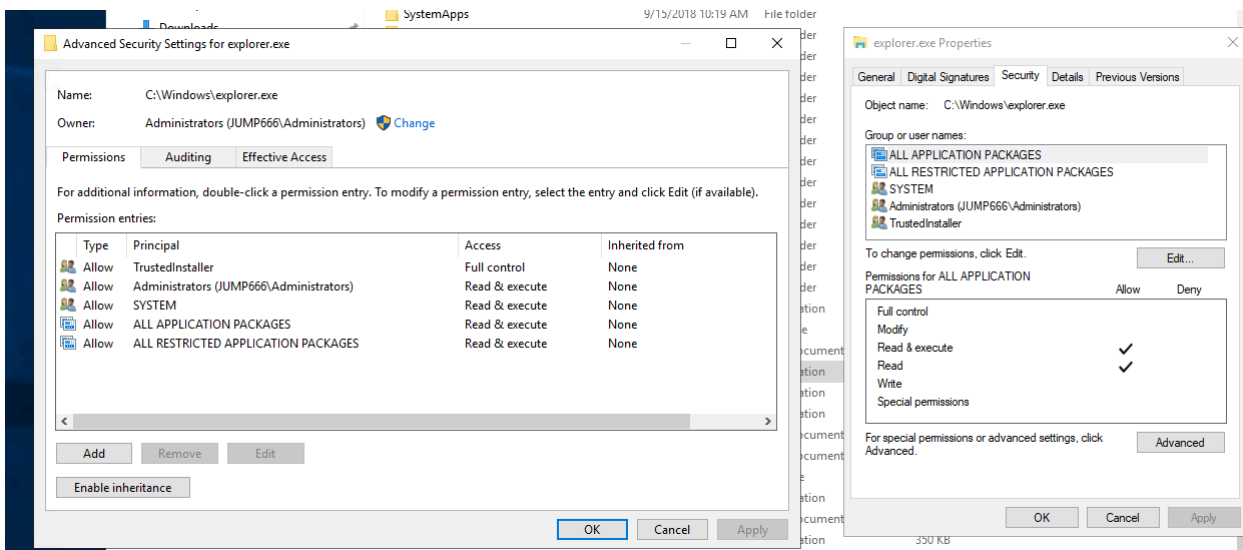 SystemApps 9/15/2018 10:19 AM File folder
Downloads
Advanced Security Settings for explorer.exe
Name: C:\Windows\explorer.exe
Owner: Administrators (JUMP666\Administrators) Change
Permissions Auditing Effective Access
For additional information, double-click a permission entry. To modify a permission entry, select the entry and click Edit (if available).
Permission entries:
Type Principal Access Inherited from
Allow TrustedInstaller Full control None
Allow Administrators (JUMP666\Administrators) Read & execute None
Allow SYSTEM Read & execute None
Allow ALL APPLICATION PACKAGES Read & execute None
Allow ALL RESTRICTED APPLICATION PACKAGES Read & execute None
Add Remove Edit
Enable inheritance
OK Cancel Apply
explorer.exe Properties
General Digital Signatures Security Details Previous Versions
Object name: C:\Windows\explorer.exe
Group or user names:
ALL APPLICATION PACKAGES
ALL RESTRICTED APPLICATION PACKAGES
SYSTEM
Administrators (JUMP666\Administrators)
TrustedInstaller
To change permissions, click Edit.
Edit...
Permissions for ALL APPLICATION
PACKAGES Allow Deny
Full control
Modify
Read & execute
Read
Write
Special permissions
For special permissions or advanced settings, click
Advanced.
Advanced
OK Cancel Apply
350 KB